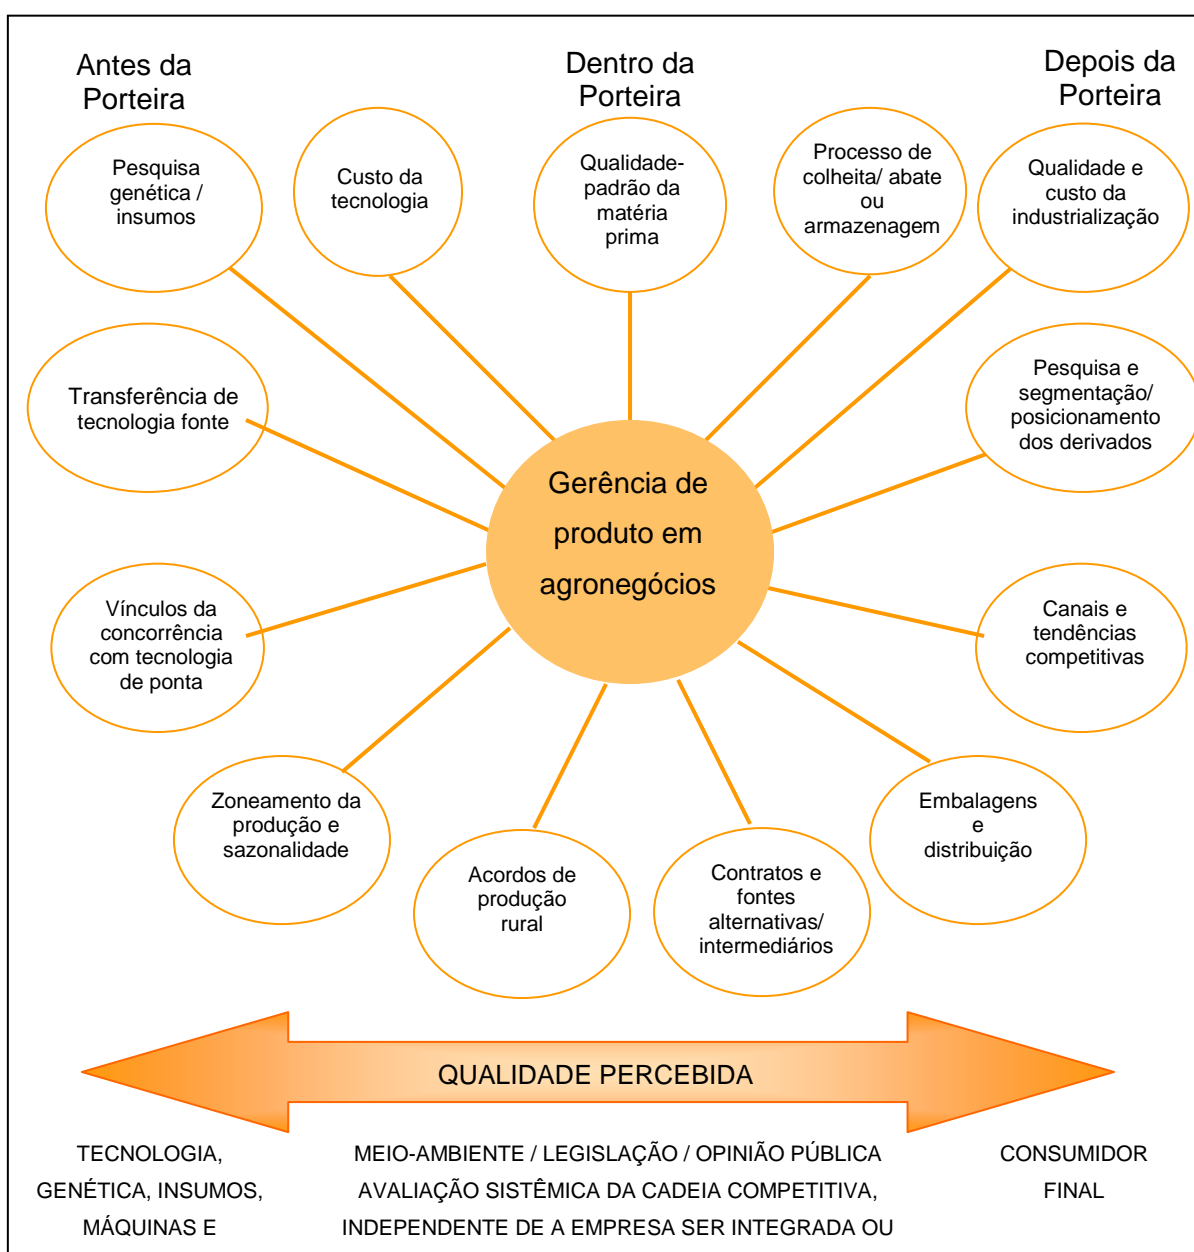 Antes da
Porteira
Dentro da
Porteira
Depois da
Porteira
Pesquisa
genética /
insumos
Custo da
tecnologia
Qualidade-
padrão da
matéria
prima
Processo de
colheita/ abate
ou
armazenagem
Qualidade e
custo da
industrialização
Transferência de
tecnologia fonte
Pesquisa e
segmentação/
posicionamento
dos derivados
Gerência de
produto em
agronegócios
Vínculos da
concorrência
com tecnologia
de ponta
Canais e
tendências
competitivas
Zoneamento da
produção e
sazonalidade
Acordos de
produção
rural
Contratos e
fontes
alternativas/
intermediários
Embalagens
e
distribuição
QUALIDADE PERCEBIDA
TECNOLOGIA,
GENÉTICA, INSUMOS,
MÁQUINAS E
MEIO-AMBIENTE / LEGISLAÇÃO / OPINIÃO PÚBLICA
AVALIAÇÃO SISTÊMICA DA CADEIA COMPETITIVA,
INDEPENDENTE DE A EMPRESA SER INTEGRADA OU
CONSUMIDOR
FINAL